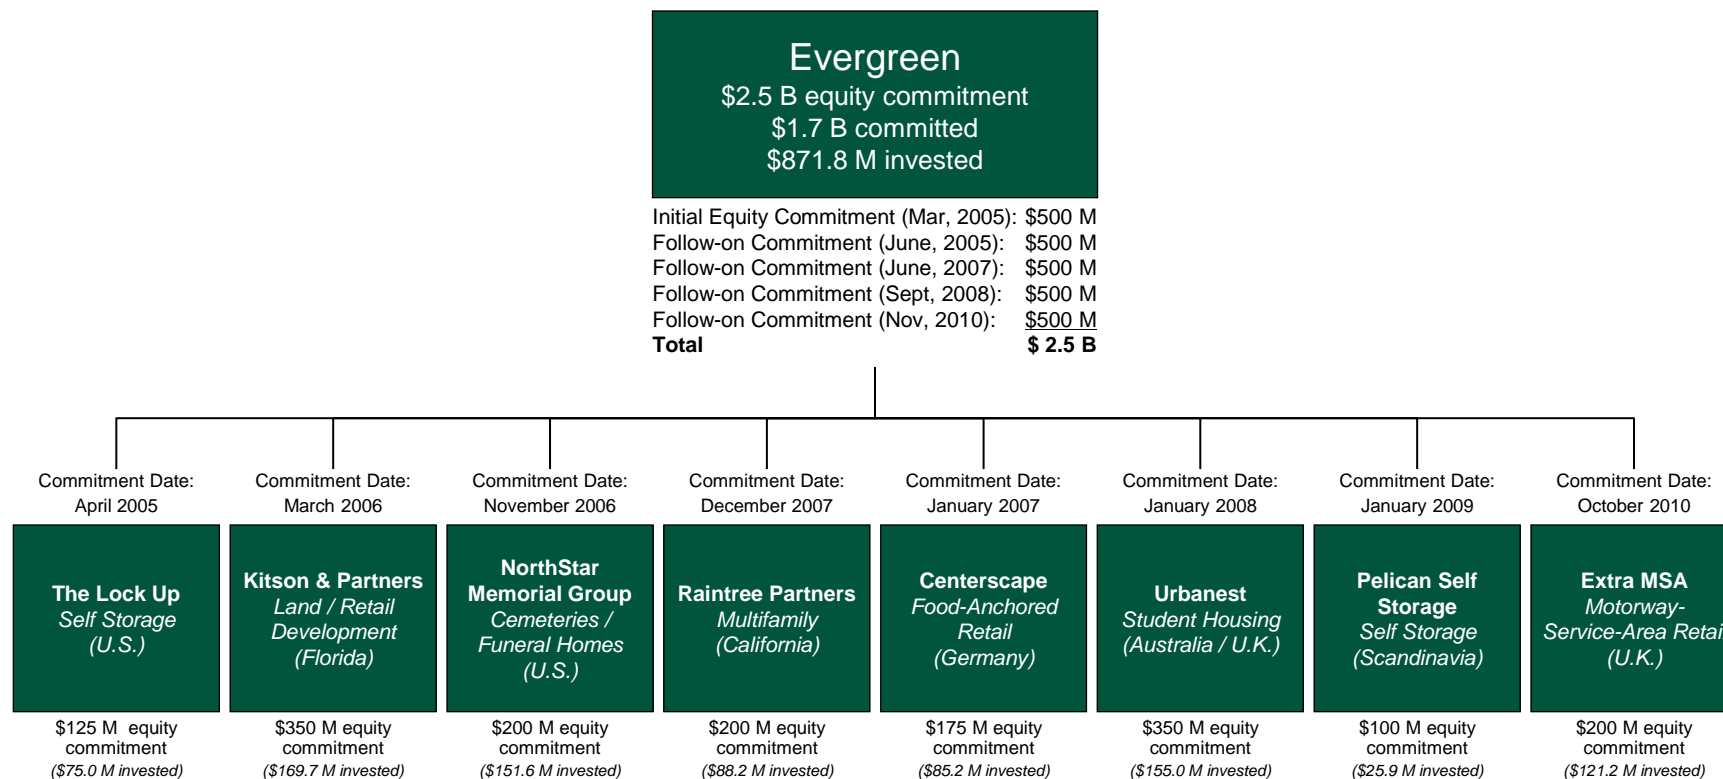 Evergreen
$2.5 B equity commitment
$1.7 B committed
$871.8 M invested
Initial Equity Commitment (Mar, 2005): $500 M
Follow-on Commitment (June, 2005): $500 M
Follow-on Commitment (June, 2007): $500 M
Follow-on Commitment (Sept, 2008): $500 M
Follow-on Commitment (Nov, 2010): $500 M
Total $ 2.5 B
Commitment Date:
April 2005
The Lock Up
Self Storage
(U.S.)
$125 M equity
commitment
($75.0 M invested)
Commitment Date:
March 2006
Kitson & Partners
Land / Retail
Development
(Florida)
$350 M equity
commitment
($169.7 M invested)
Commitment Date:
November 2006
NorthStar
Memorial Group
Cemeteries /
Funeral Homes
(U.S.)
$200 M equity
commitment
($151.6 M invested)
Commitment Date:
December 2007
Raintree Partners
Multifamily
(California)
$200 M equity
commitment
($88.2 M invested)
Commitment Date:
January 2007
Centerscape
Food-Anchored
Retail
(Germany)
$175 M equity
commitment
($85.2 M invested)
Commitment Date:
January 2008
Urbanest
Student Housing
(Australia / U.K.)
$350 M equity
commitment
($155.0 M invested)
Commitment Date:
January 2009
Pelican Self
Storage
Self Storage
(Scandinavia)
$100 M equity
commitment
($25.9 M invested)
Commitment Date:
October 2010
Extra MSA
Motorway-
Service-Area Retail
(U.K.)
$200 M equity
commitment
($121.2 M invested)